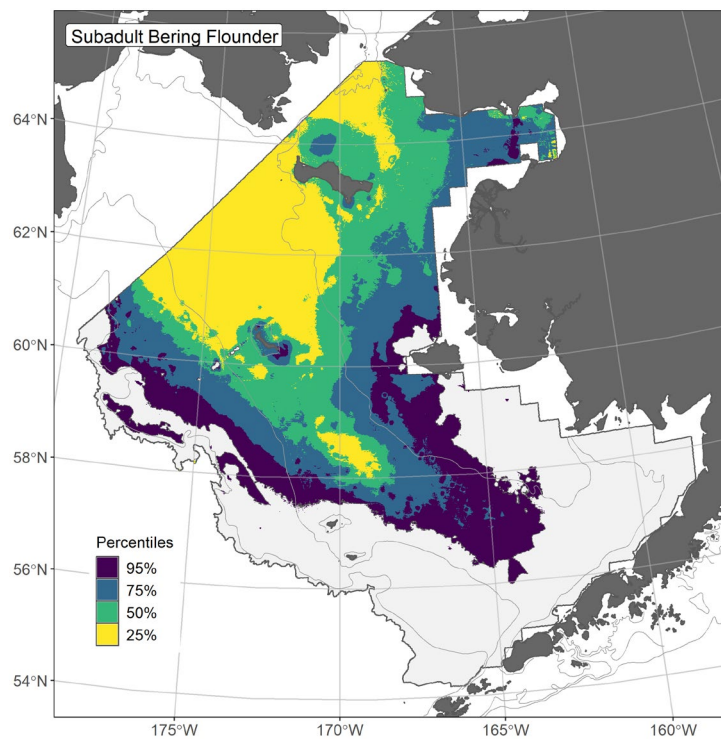 Subadult Bering Flounder
64°N
62°N
60°N
58°N
56°N
54°N
Percentiles
95%
75%
50%
25%
175°W
170°W
165°W
160°W